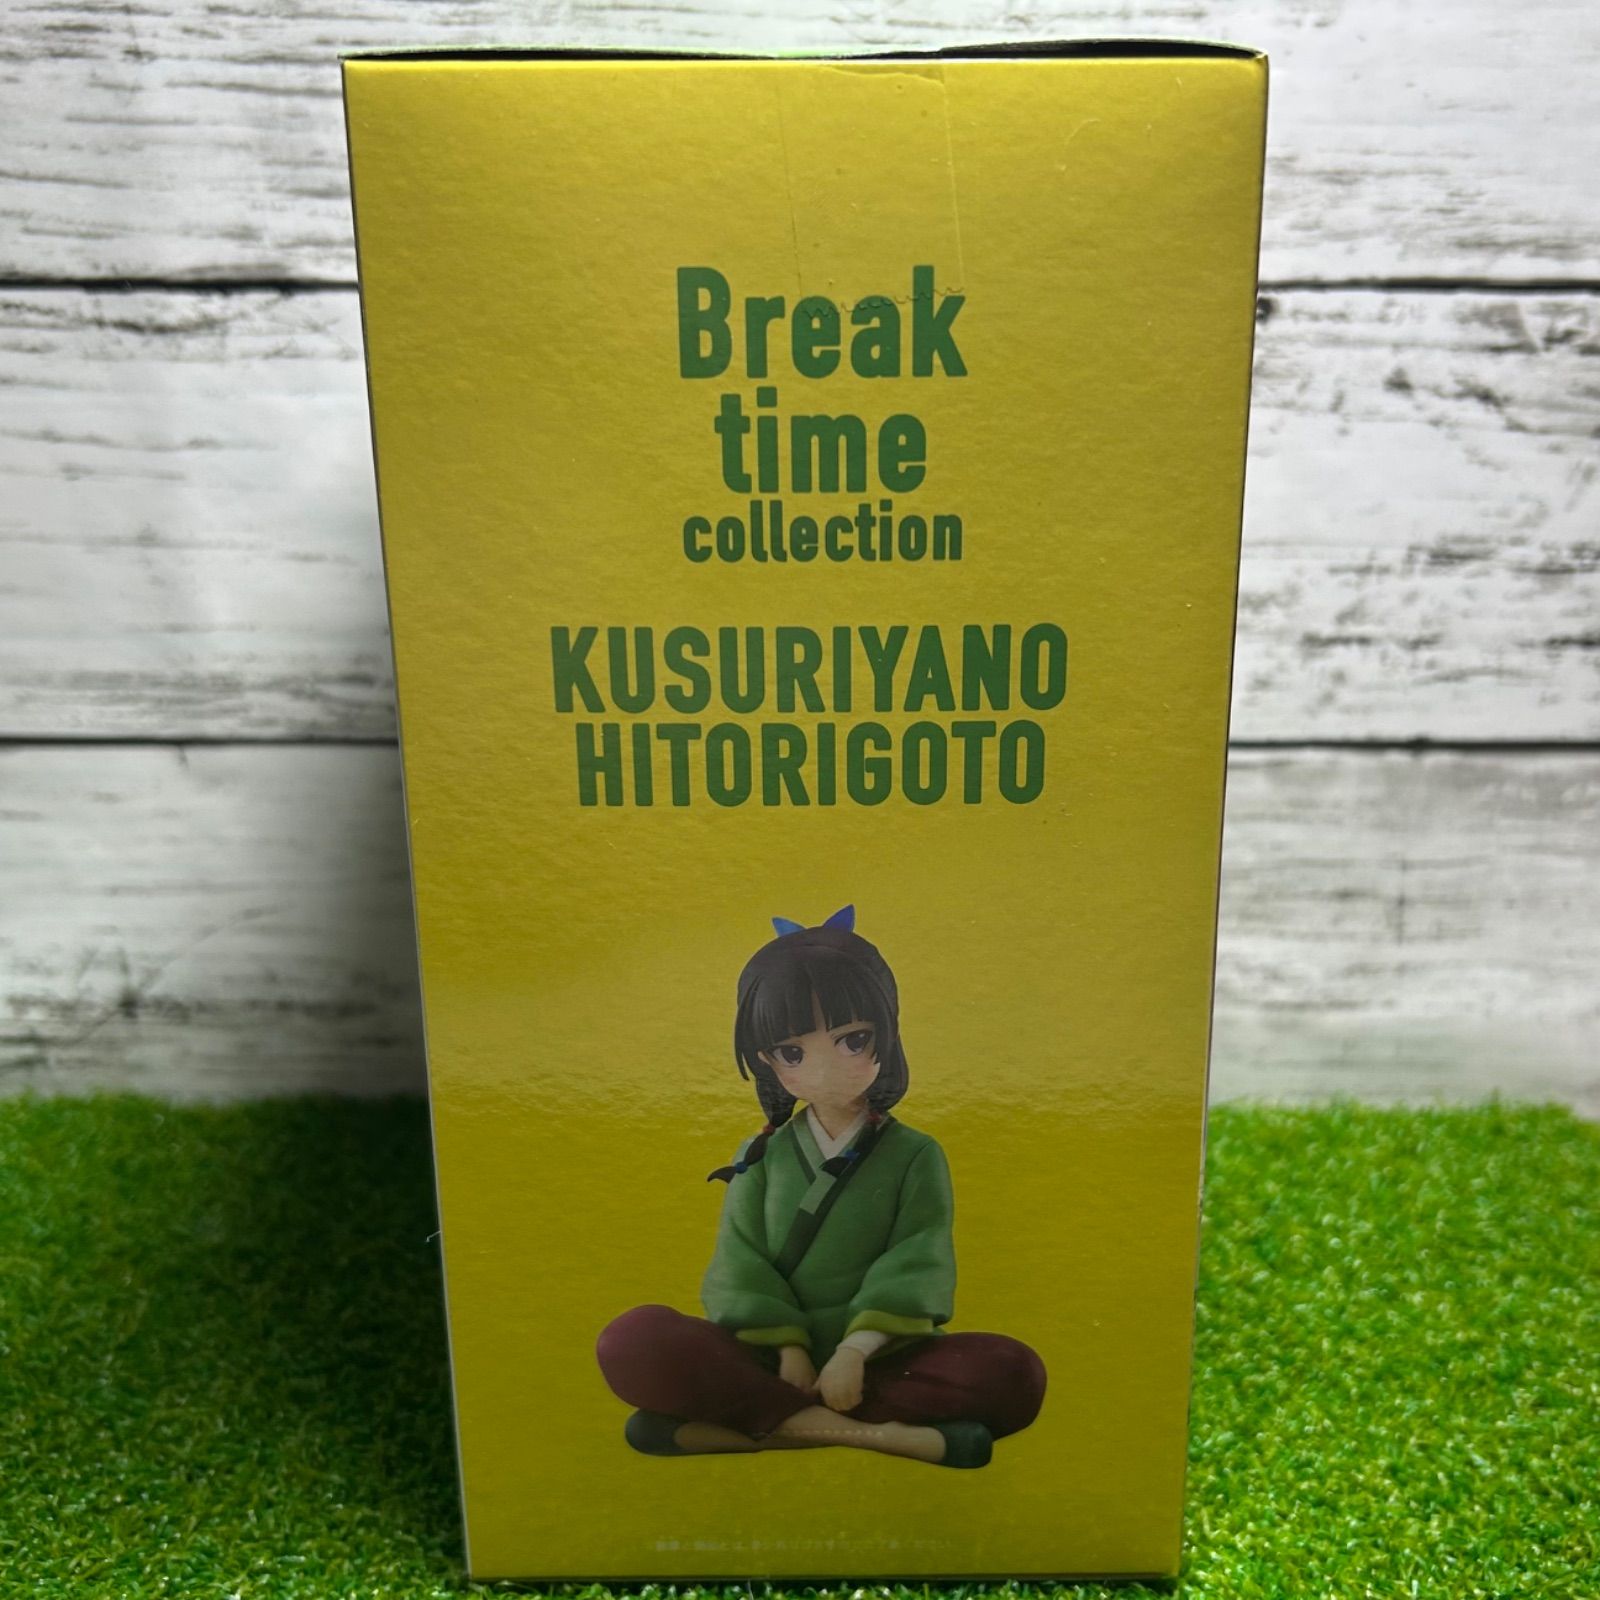 Break
time
collection
KUSURIYANO
HITORIGOTO